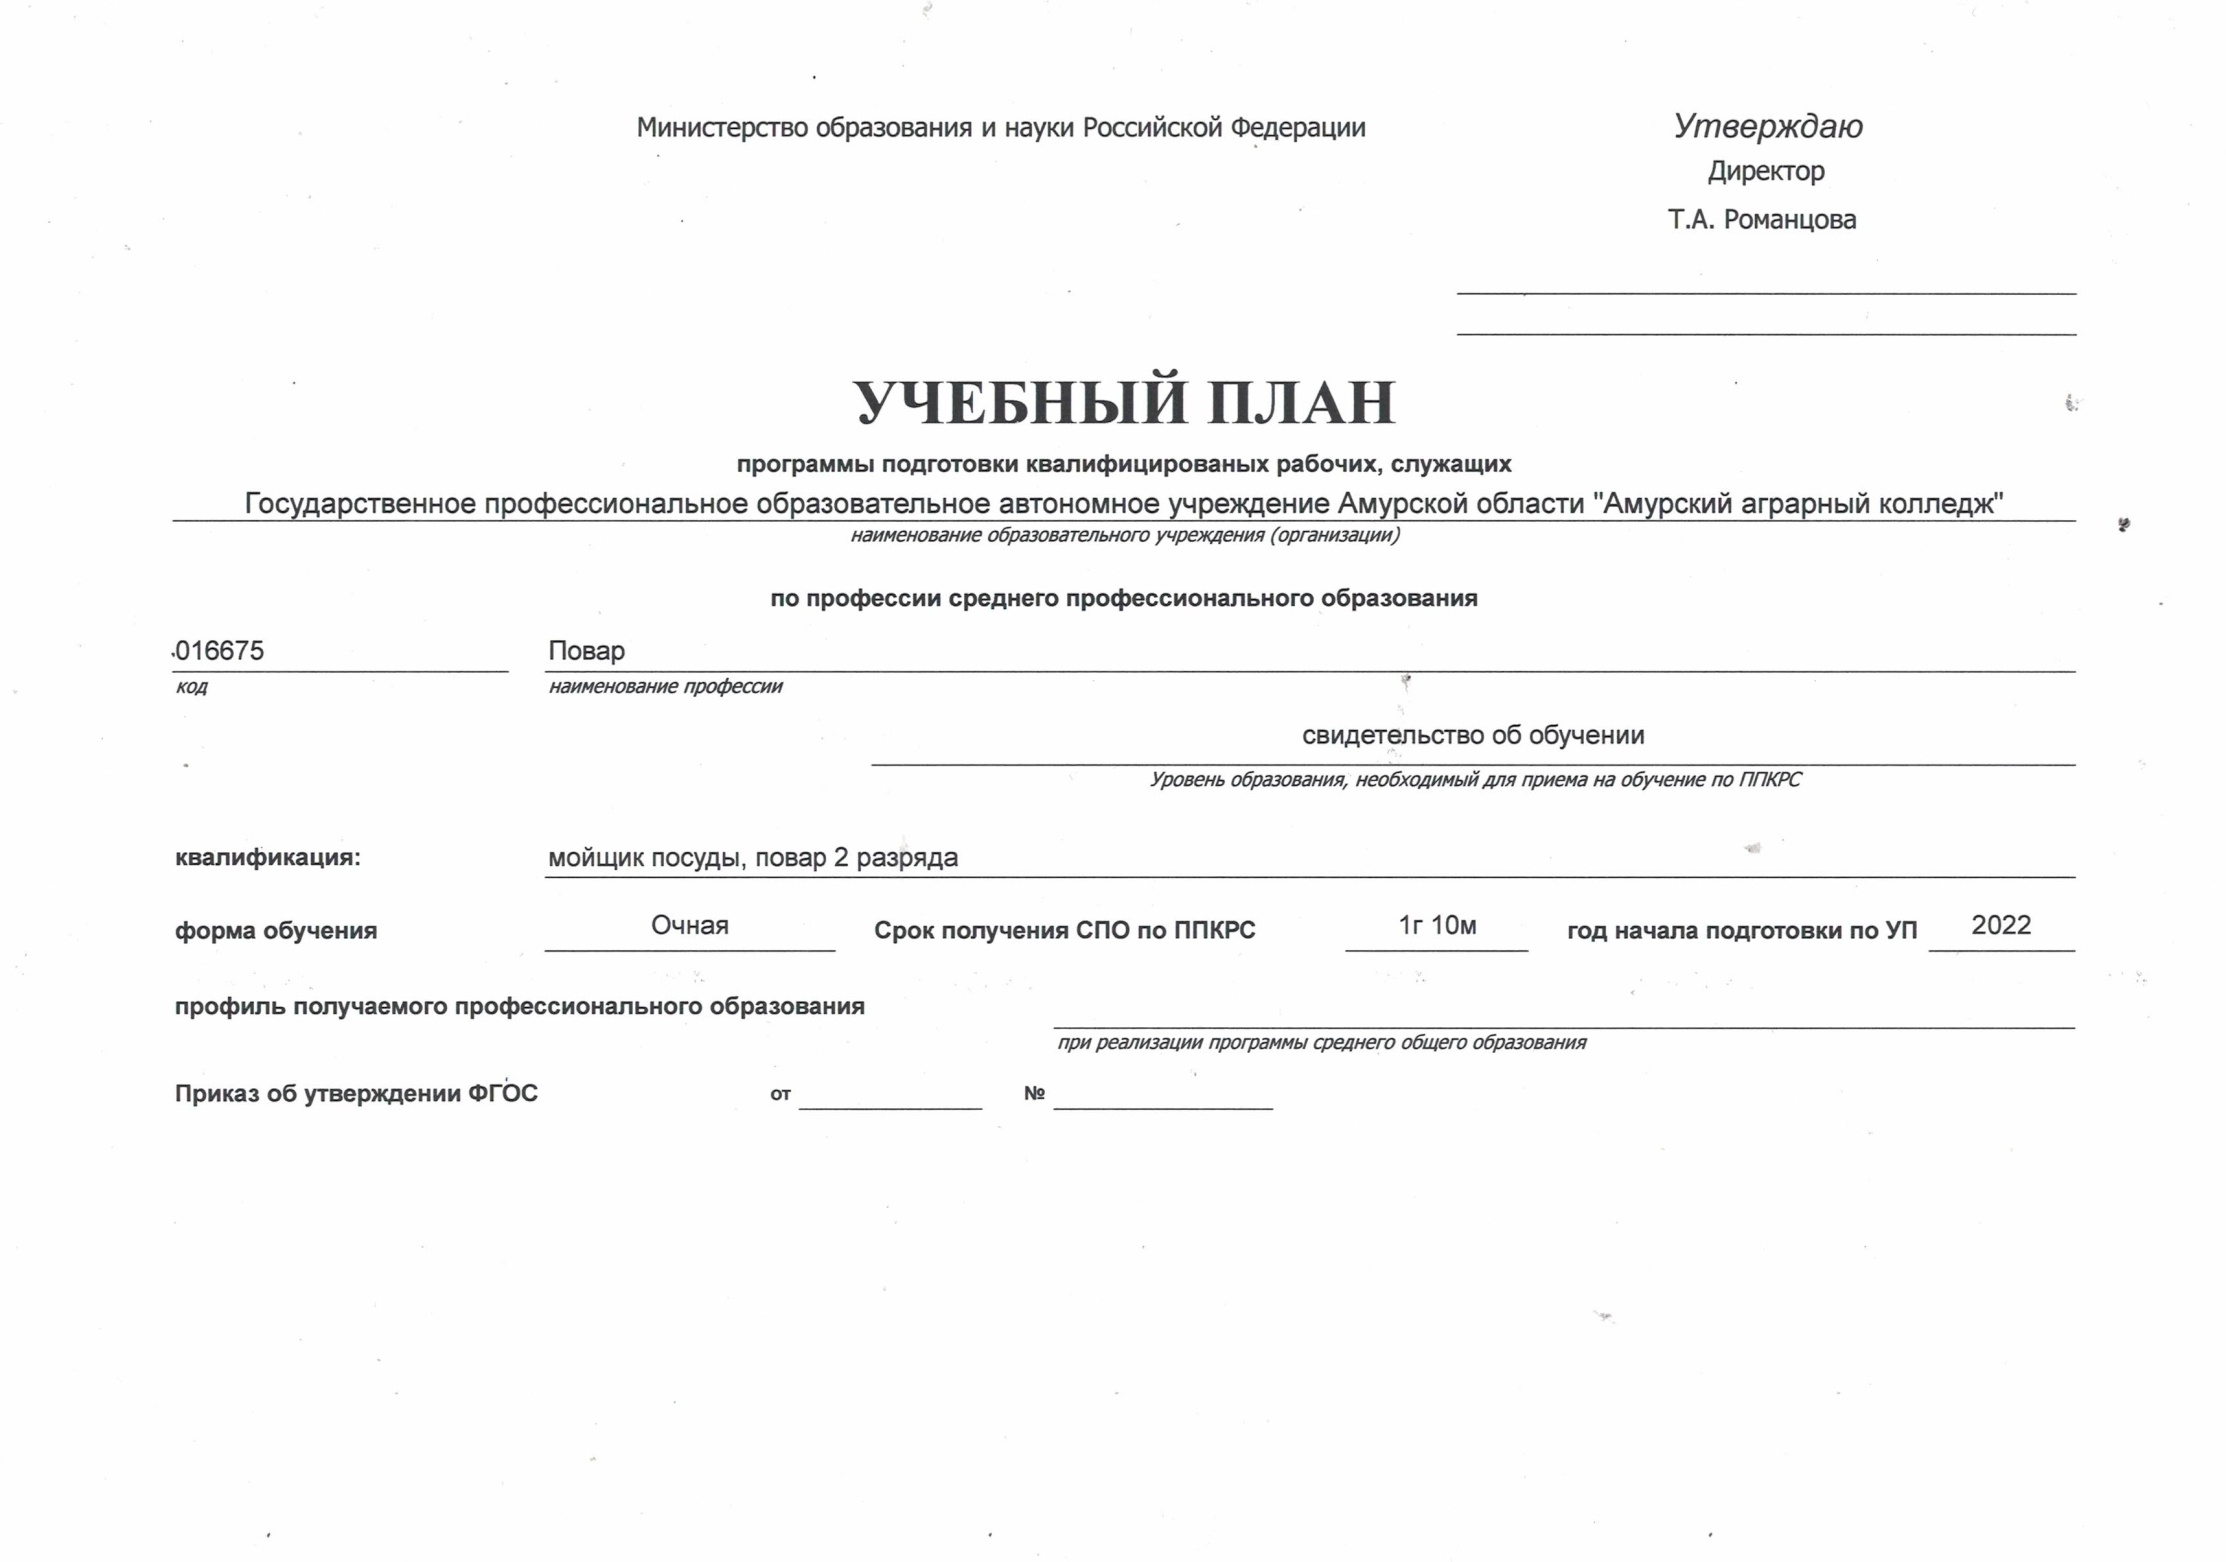 Министерство образования и науки Российской Федерации
Утверждаю
Директор
Т.А. Романцова
УЧЕБНЫЙ ПЛАН
программы подготовки квалифицированых рабочих, служащих
Государственное профессиональное образовательное автономное учреждение Амурской области "Амурский аграрный колледж"
наименование образовательного учреждения (организации)
по профессии среднего профессионального образования
016675 Повар
код наименование профессии
свидетельство об обучении
Уровень образования, необходимый для приема на обучение по ППКРС
квалификация: мойщик посуды, повар 2 разряда
форма обучения Очная Срок получения СПО по ППКРС 1г 10м год начала подготовки по УП 2022
профиль получаемого профессионального образования
при реализации программы среднего общего образования
Приказ об утверждении ФГОС от №